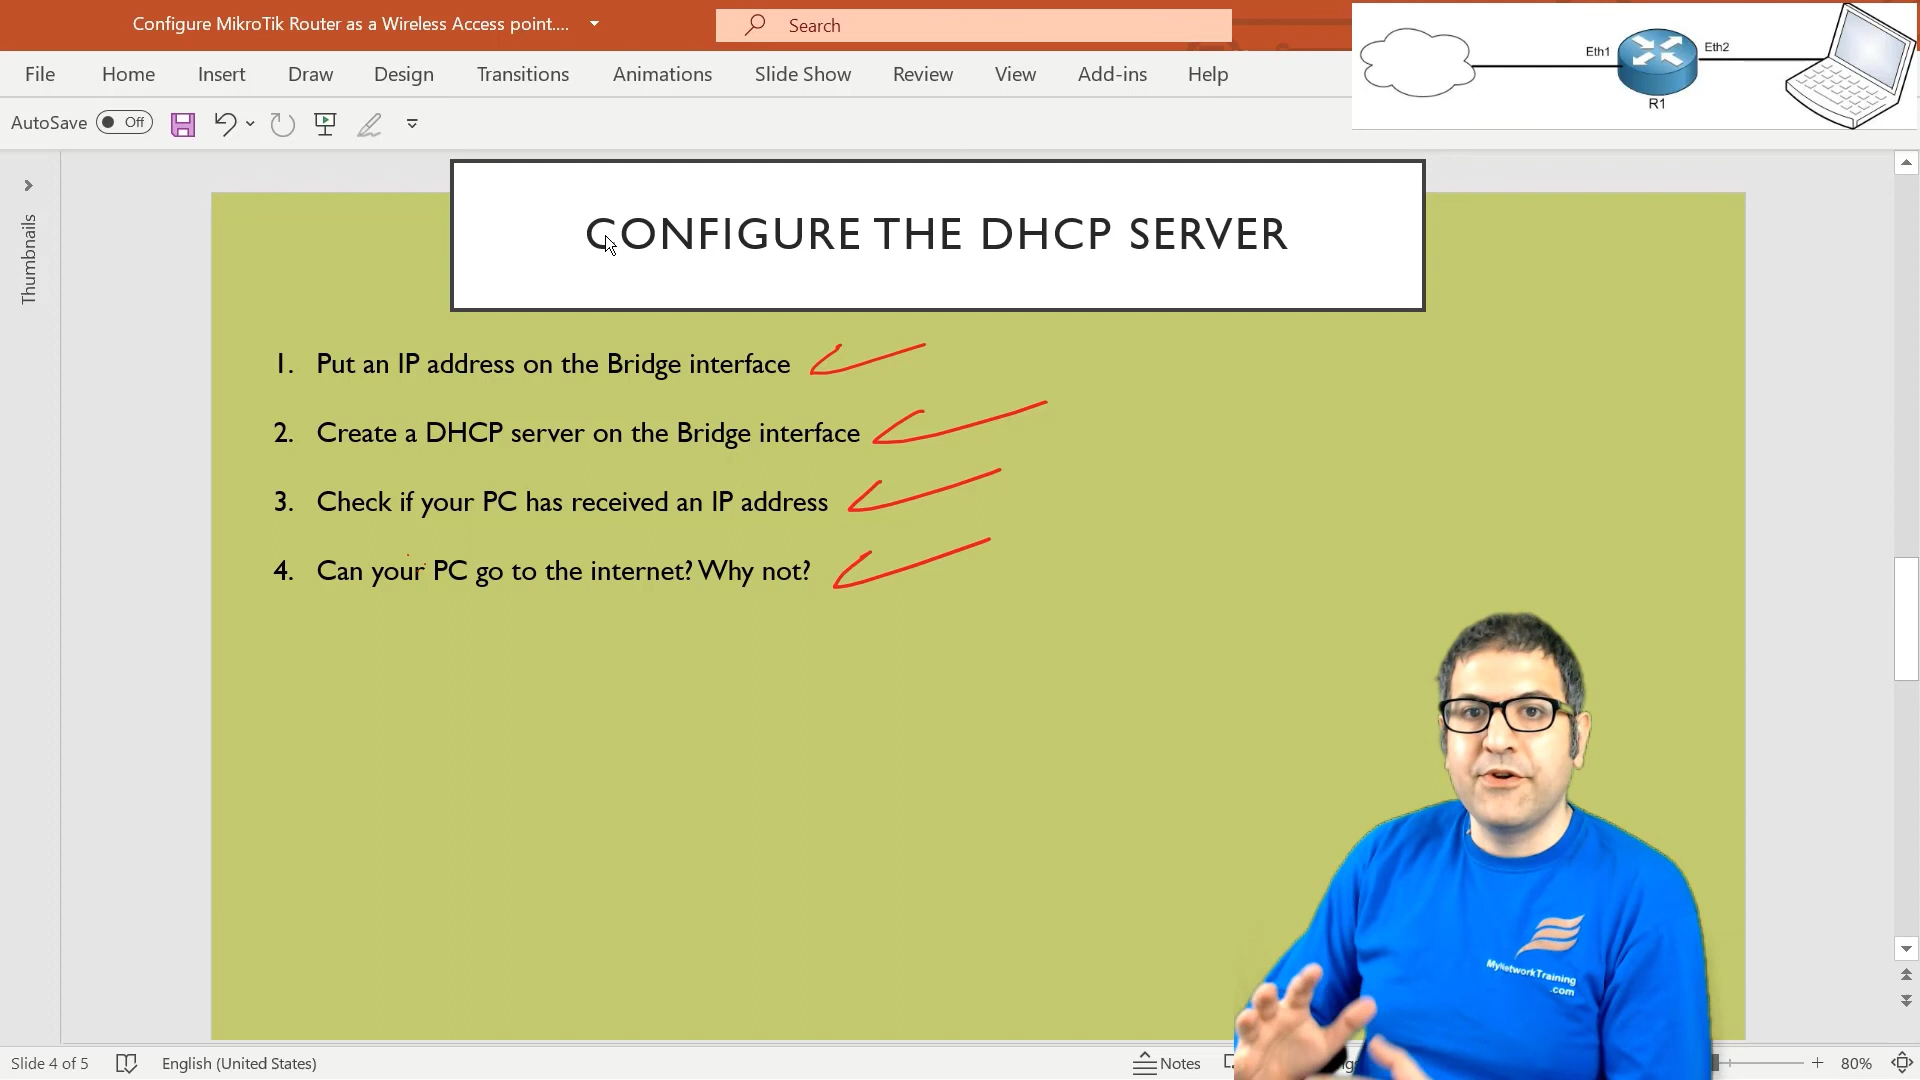 Configure MikroTik Router as a Wireless Access point....
Search
File Home Insert Draw Design Transitions Animations Slide Show Review View Add-ins Help
Eth1
Eth2
R1
AutoSave Off
Thumbnails
CONFIGURE THE DHCP SERVER
1. Put an IP address on the Bridge interface
2. Create a DHCP server on the Bridge interface
3. Check if your PC has received an IP address
4. Can your PC go to the internet? Why not?
MyNetworkTraining
.com
Slide 4 of 5
English (United States)
Notes
80%